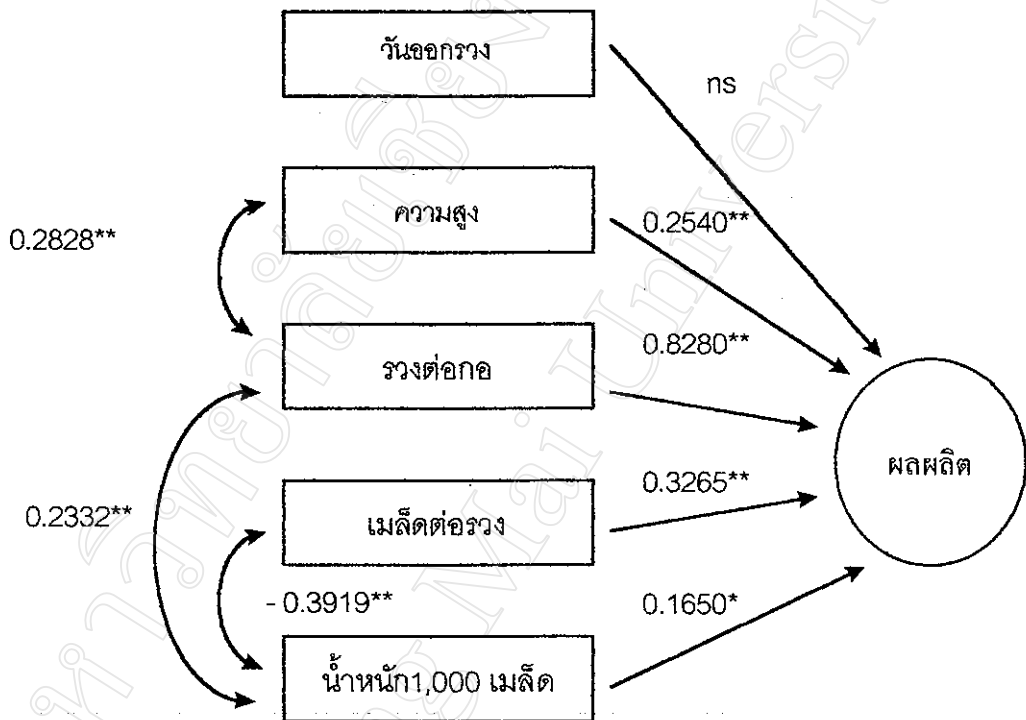 วันออกรวง
ns
ความสูง
0.2540**
0.2828**
รวงต่อกอ
0.8280**
ผลผลิต
เมล็ดต่อรวง
0.3265**
0.2332**
- 0.3919**
0.1650*
น้ำหนัก1,000 เมล็ด
Mai University